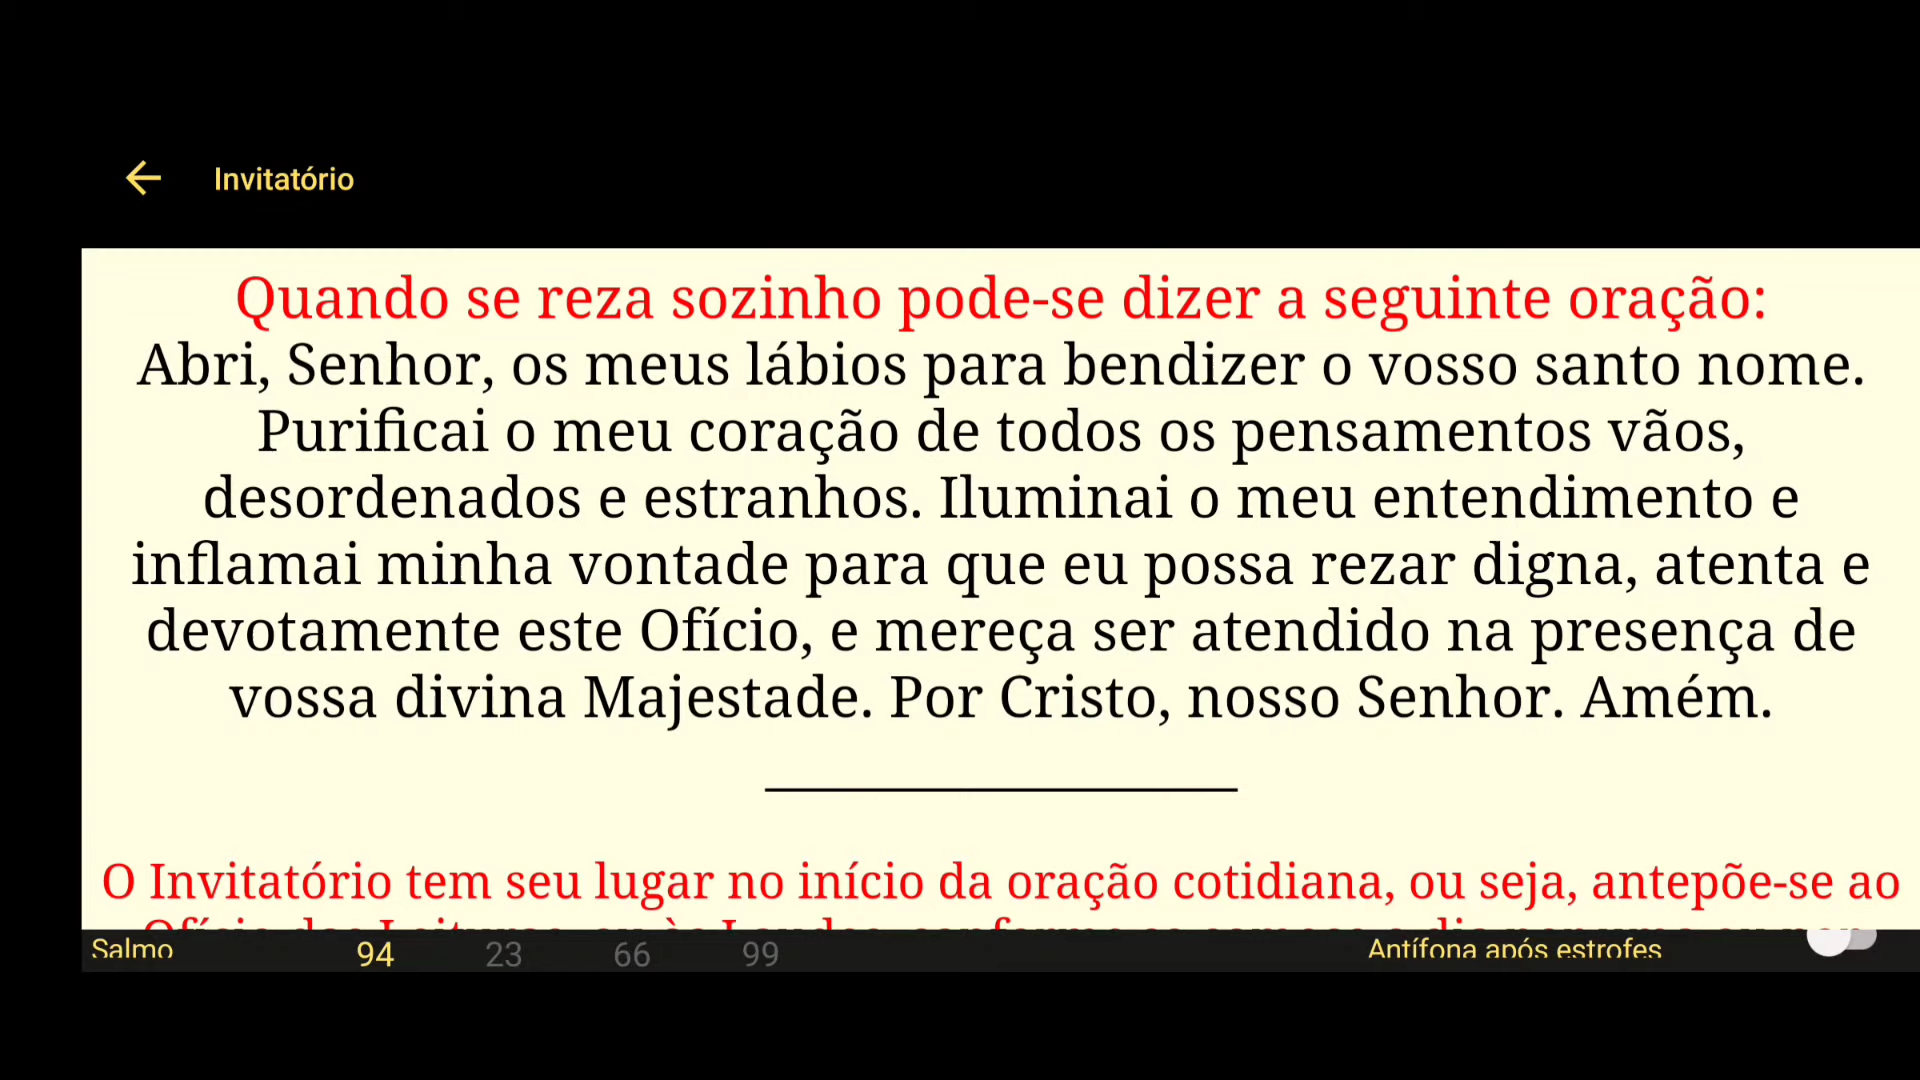 Invitatório
Quando se reza sozinho pode-se dizer a seguinte oração:
Abri, Senhor, os meus lábios para bendizer o vosso santo nome.
Purificai o meu coração de todos os pensamentos vãos,
desordenados e estranhos. Iluminai o meu entendimento e
inflamai minha vontade para que eu possa rezar digna, atenta e
devotamente este Ofício, e mereça ser atendido na presença de
vossa divina Majestade. Por Cristo, nosso Senhor. Amém.
O Invitatório tem seu lugar no início da oração cotidiana, ou seja, antepõe-se ao
Salmo 94 23 66 99 Antífona após estrofes